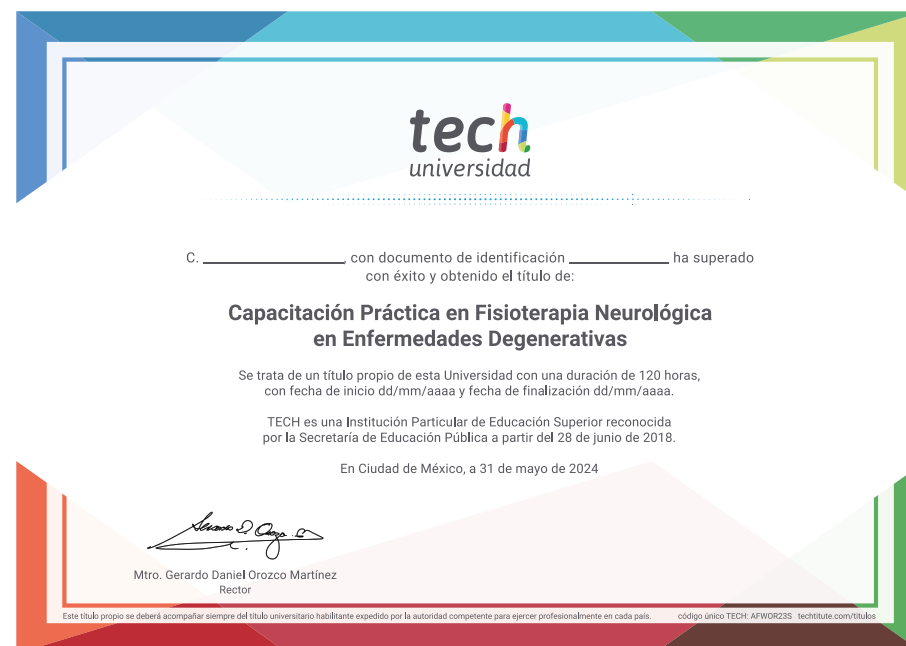 tech
universidad
C. ____________, con documento de identificación ____________ ha superado
con éxito y obtenido el título de:
Capacitación Práctica en Fisioterapia Neurológica
en Enfermedades Degenerativas
Se trata de un título propio de esta Universidad con una duración de 120 horas,
con fecha de inicio dd/mm/aaaa y fecha de finalización dd/mm/aaaa.
TECH es una Institución Particular de Educación Superior reconocida
por la Secretaría de Educación Pública a partir del 28 de junio de 2018.
En Ciudad de México, a 31 de mayo de 2024
Mtro. Gerardo Daniel Orozco Martínez
Rector
Este título propio se deberá acompañar siempre del título universitario habilitante expedido por la autoridad competente para ejercer profesionalmente en cada país. código único TECH: AFWOR23S techtitute.com/titulos